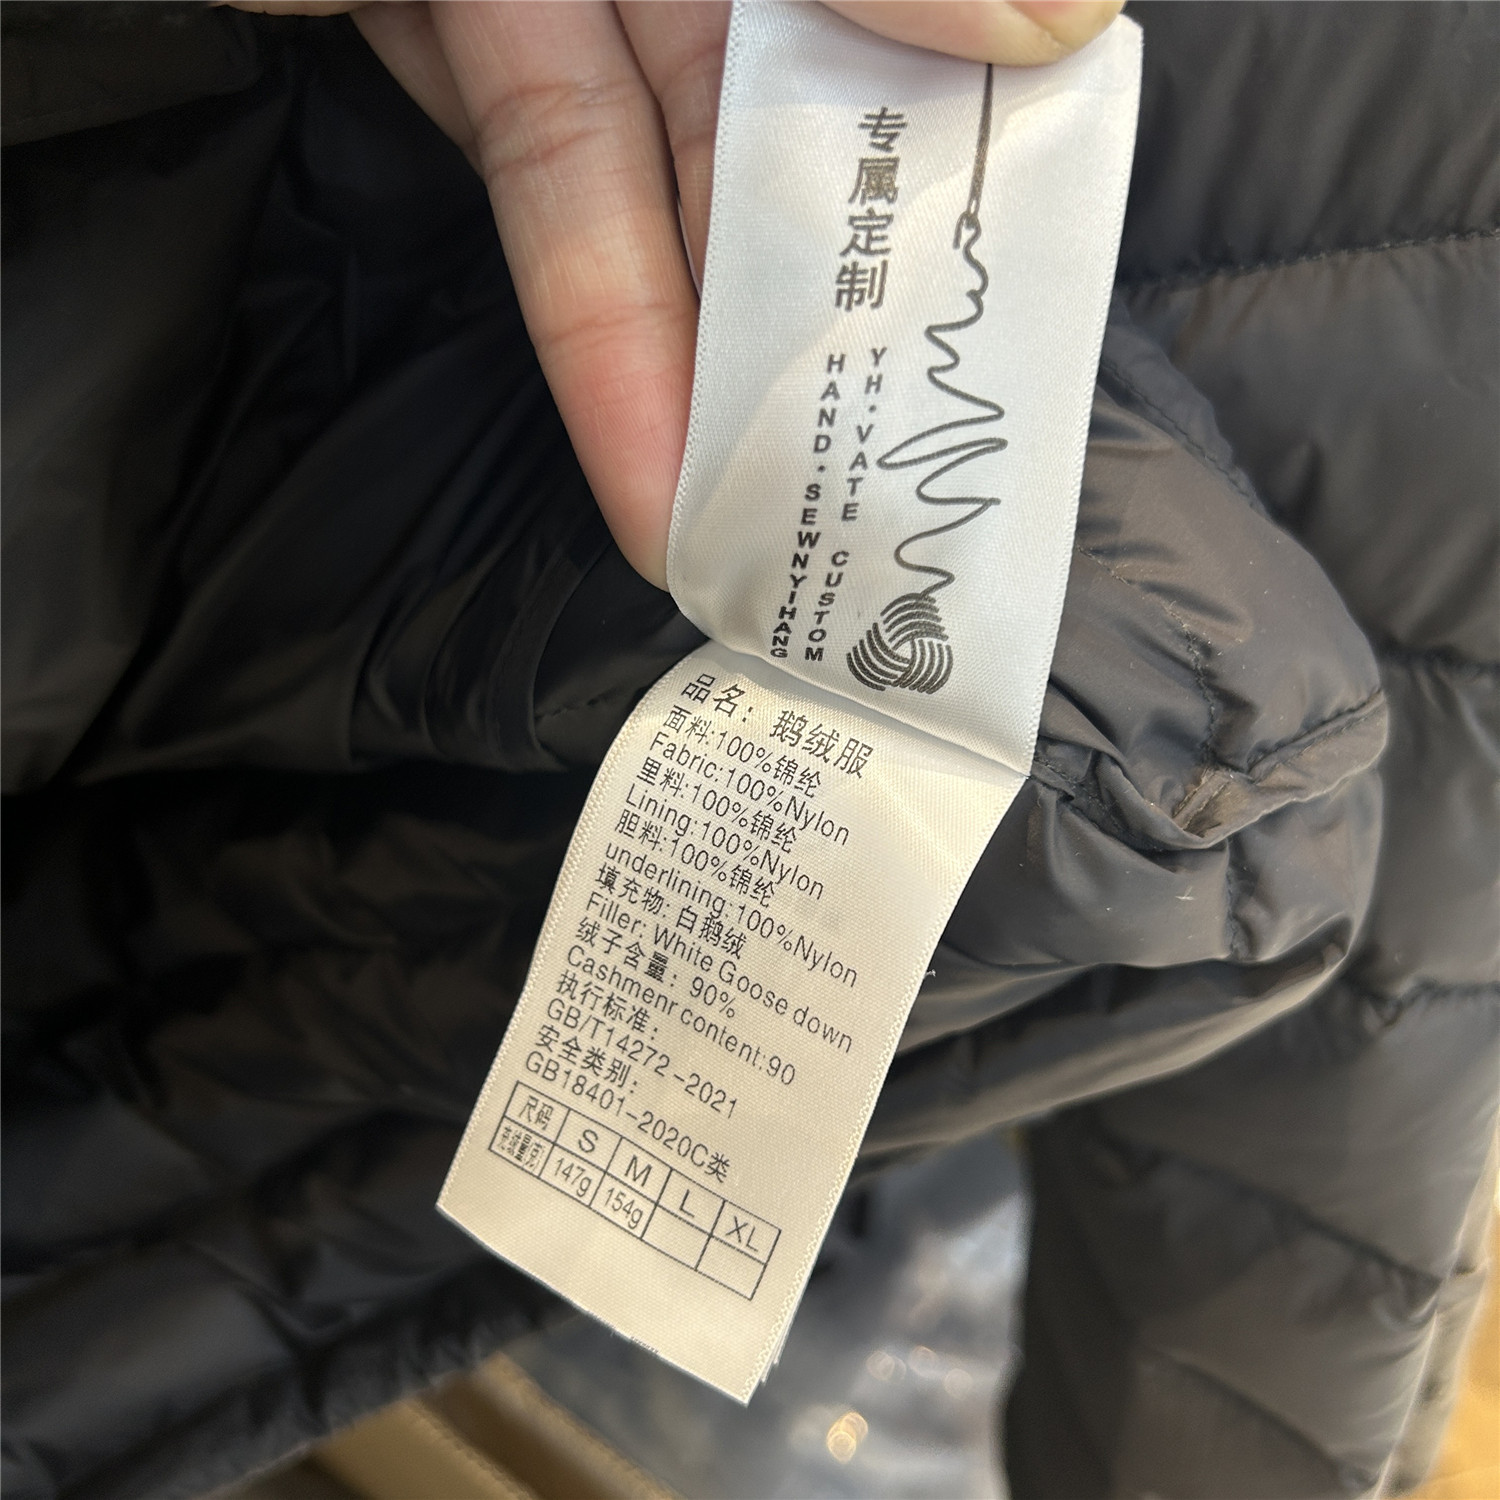 专属定制
YH·VATE CUSTOM
HAND·SEWNYIHANG
品名：鹅绒服
面料:100%锦纶
Fabric:100%Nylon
里料:100%锦纶
Lining:100%Nylon
胆料:100%锦纶
underlining:100%Nylon
填充物: 白鹅绒
Filler: White Goose down
绒子含量：90%
Cashmenr content:90
执行标准：
GB/T14272-2021
安全类别：
GB18401-2020C类
尺码 S M L XL
147g 154g